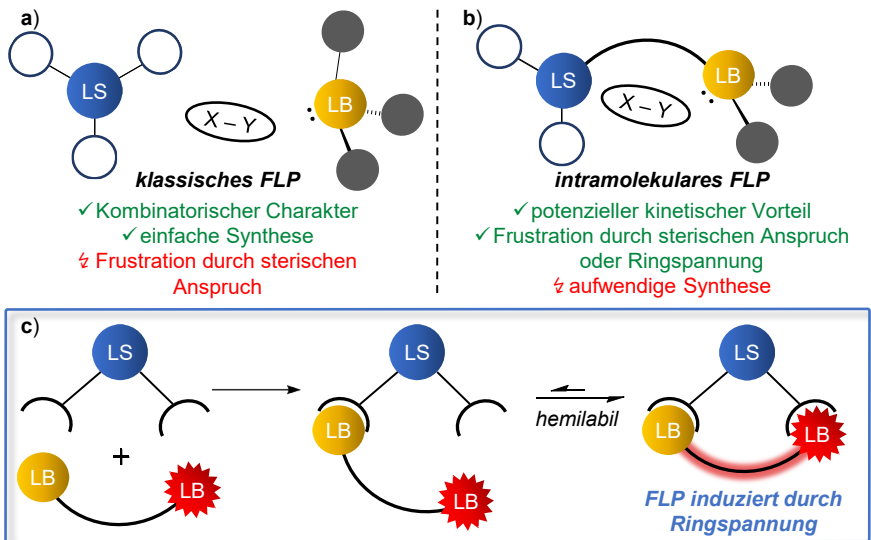 a)
LS
LB
X – Y
klassisches FLP
✓Kombinatorischer Charakter
✓einfache Synthese
↯ Frustration durch sterischen
Anspruch
b)
LS
LB
X – Y
intramolekulares FLP
✓potenzieller kinetischer Vorteil
✓Frustration durch sterischen Anspruch
oder Ringspannung
↯ aufwendige Synthese
c)
LS
LB
+
LB
LS
LB
LB
hemilabil
LS
LB
LB
FLP induziert durch
Ringspannung